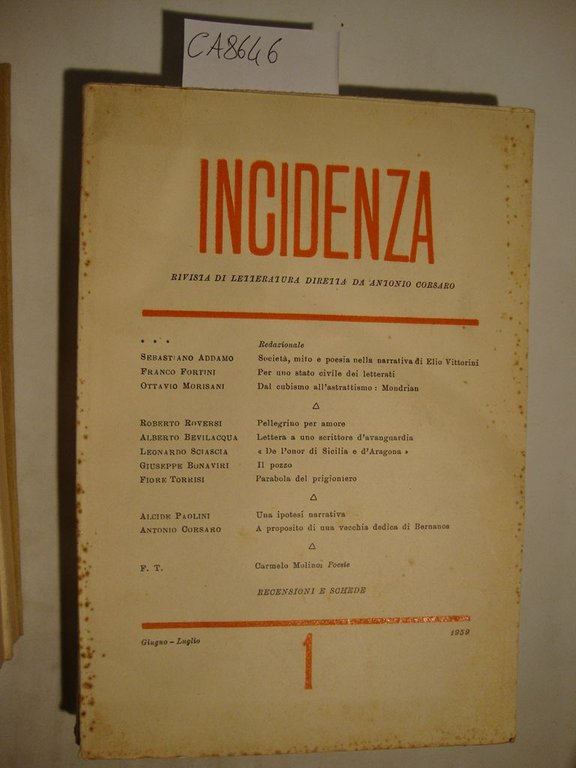 CA8646
INCIDENZA
RIVISTA DI LETTERATURA DIRETTA DA ANTONIO CORSARO
• • • Redazionale
SEBASTIANO ADDAMO Società, mito e poesia nella narrativa di Elio Vittorini
FRANCO FORTINI Per uno stato civile dei letterati
OTTAVIO MORISANI Dal cubismo all'astrattismo : Mondrian
△
ROBERTO ROVERSI Pellegrino per amore
ALBERTO BEVILACQUA Lettera a uno scrittore d'avanguardia
LEONARDO SCIASCIA « De l'onor di Sicilia e d'Aragona »
GIUSEPPE BONAVIRI Il pozzo
FIORE TORRISI Parabola del prigioniero
△
ALCIDE PAOLINI Una ipotesi narrativa
ANTONIO CORSARO A proposito di una vecchia dedica di Bernanos
△
F. T. Carmelo Molino: Poesie
RECENSIONI E SCHEDE
Giugno - Luglio 1959
1